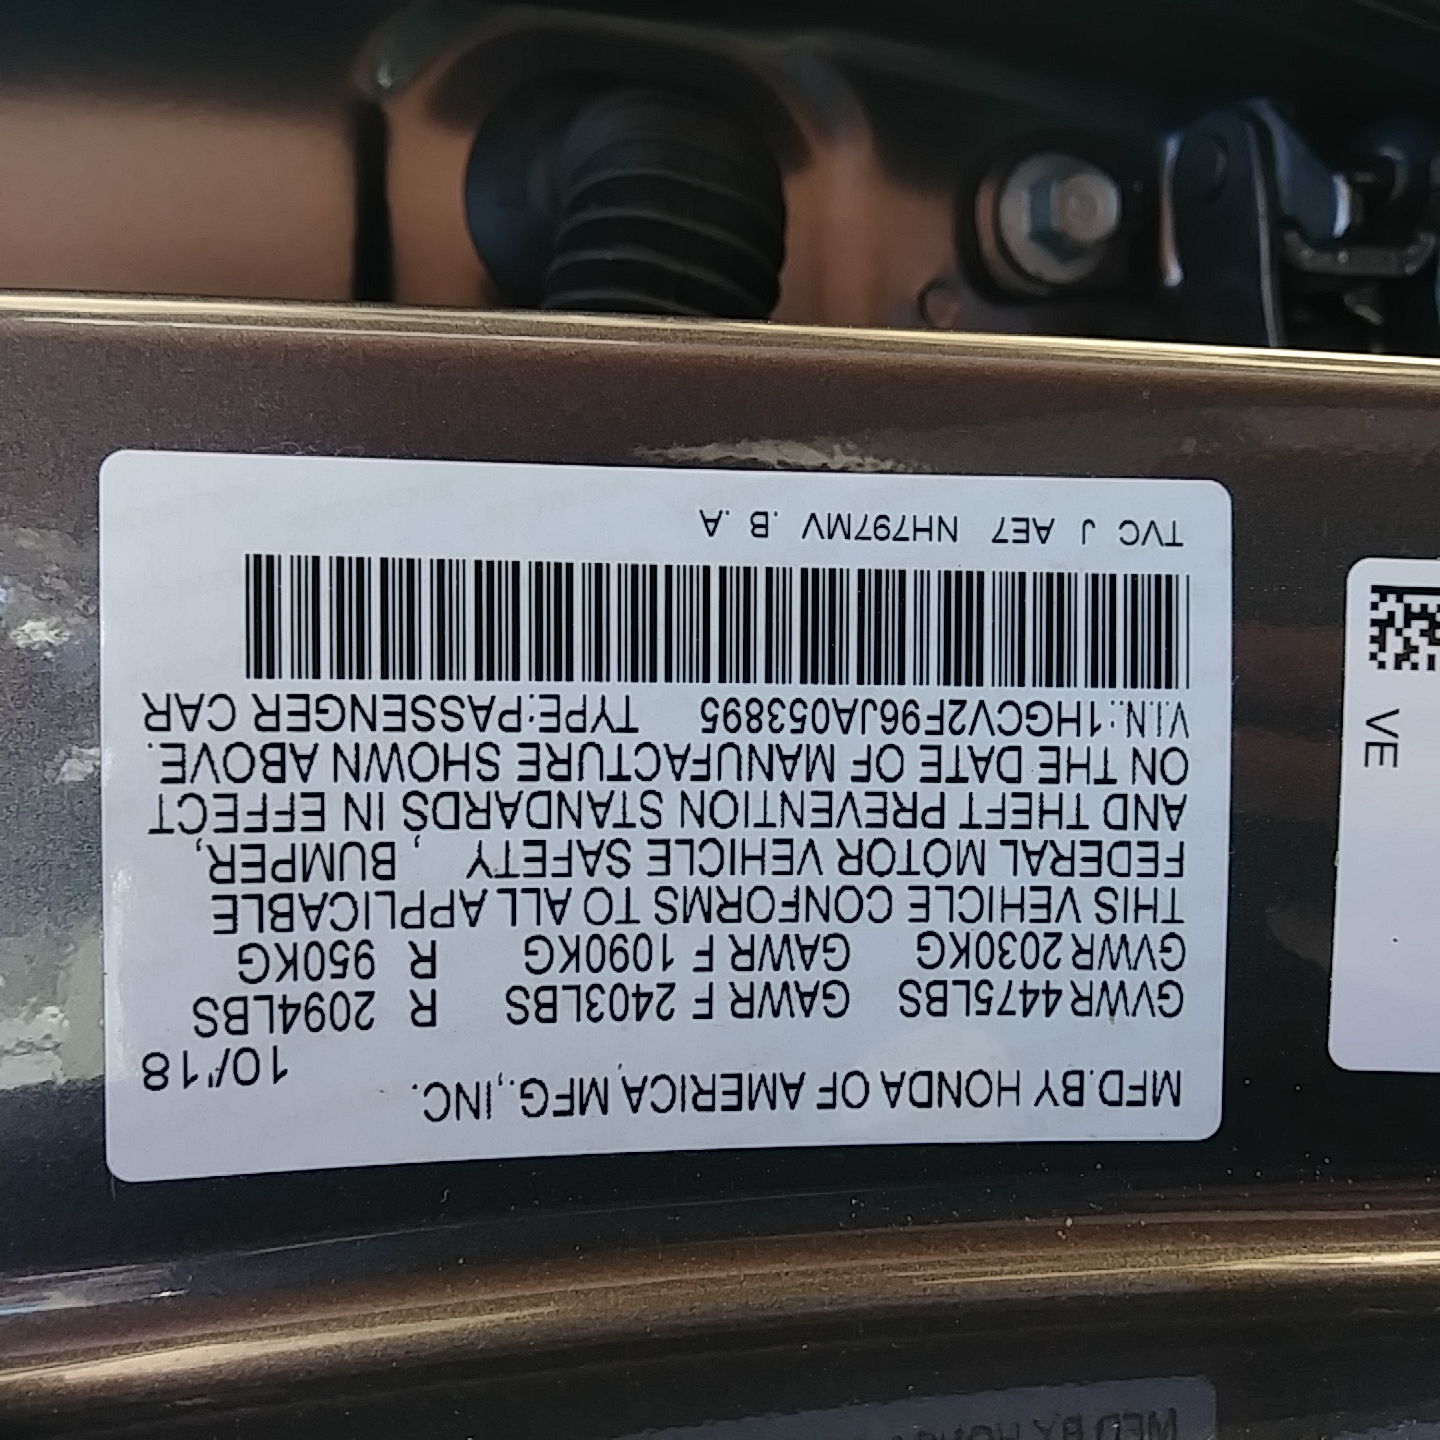 MFD.BY HONDA OF AMERICA MFG.,INC. 10/'18
GVWR 4475LBS GAWR F 2403LBS R 2094LBS
GVWR 2030KG GAWR F 1090KG R 950KG
THIS VEHICLE CONFORMS TO ALL APPLICABLE
FEDERAL MOTOR VEHICLE SAFETY , BUMPER,
AND THEFT PREVENTION STANDARDS IN EFFECT
ON THE DATE OF MANUFACTURE SHOWN ABOVE.
V.I.N.:1HGCV2F96JA053895 TYPE:PASSENGER CAR
TVC J AE7 NH797MV .B .A
VE